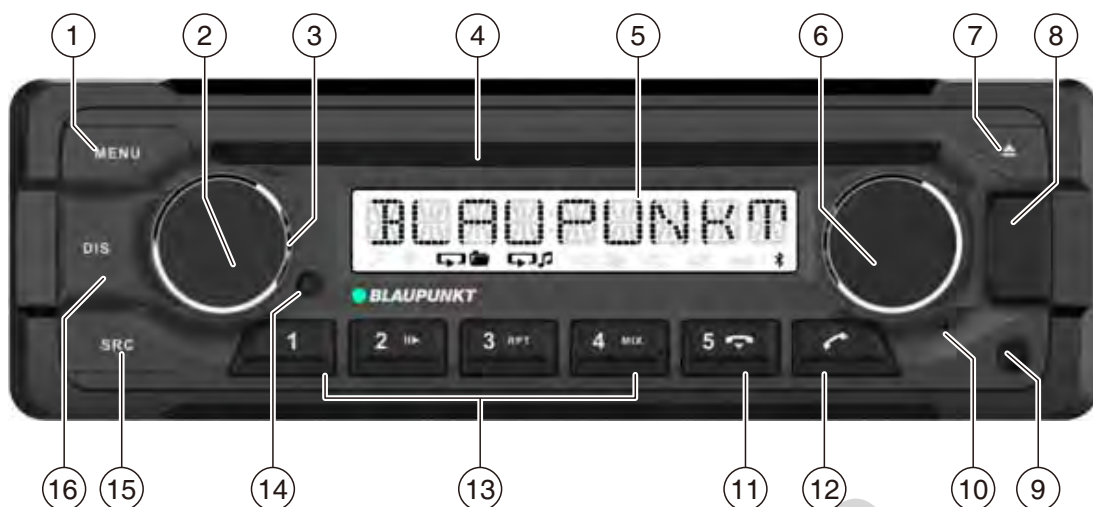 1 2 3 4 5 6 7 8
MENU
BLAUPUNKT
DIS
BLAUPUNKT
SRC
1 2 3 RPT 4 MIX 5
16 15 14 13 11 12 10 9